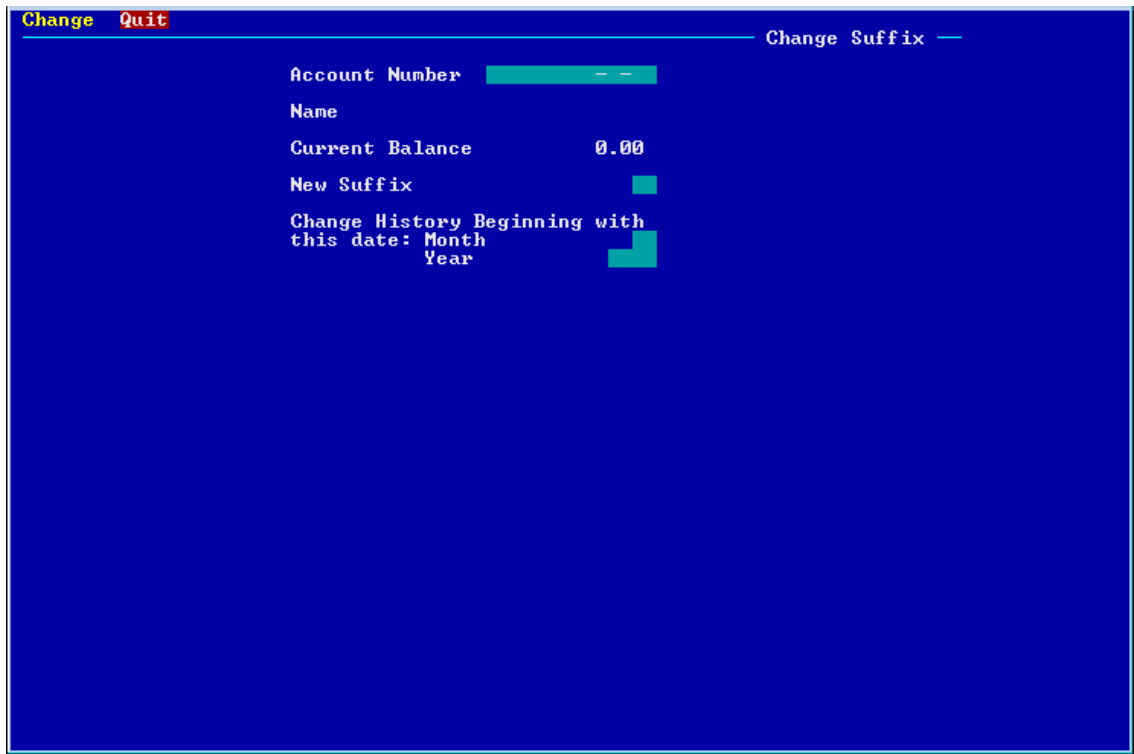 Change Quit
Change Suffix
Account Number - -
Name
Current Balance 0.00
New Suffix
Change History Beginning with
this date: Month
Year